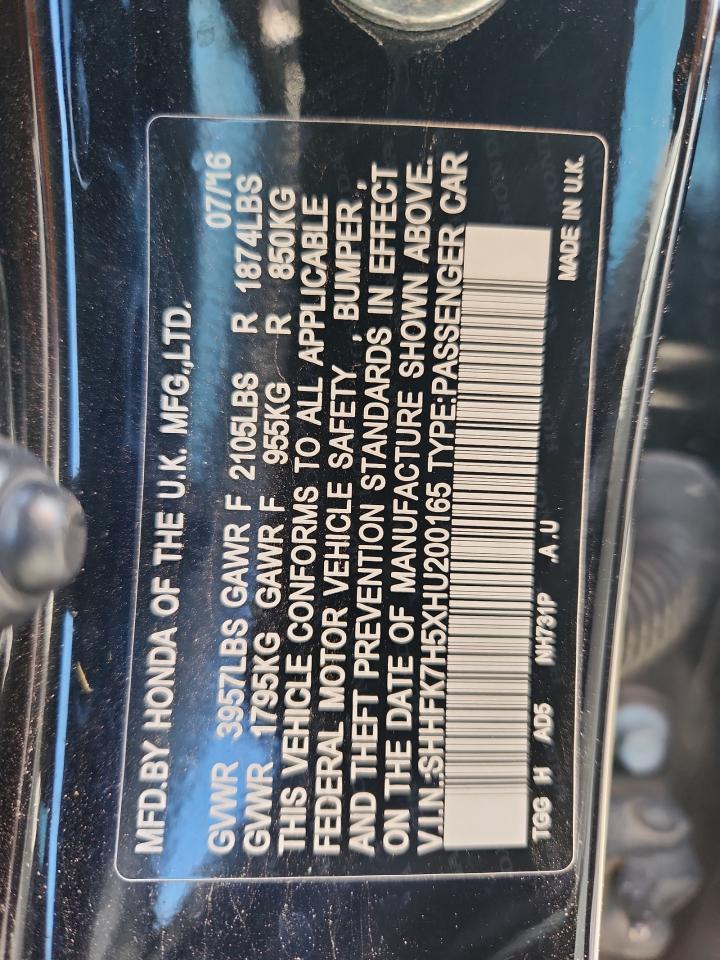 MFD.BY HONDA OF THE U.K. MFG.,LTD.
07/16
GVWR 3957LBS GAWR F 2105LBS R 1874LBS
GVWR 1795KG GAWR F 955KG R 850KG
THIS VEHICLE CONFORMS TO ALL APPLICABLE
FEDERAL MOTOR VEHICLE SAFETY , BUMPER ,
AND THEFT PREVENTION STANDARDS IN EFFECT
ON THE DATE OF MANUFACTURE SHOWN ABOVE.
V.I.N.:SHHFK7H5XHU200165 TYPE:PASSENGER CAR
TGG H AD5 NH731P .A .U MADE IN U.K.